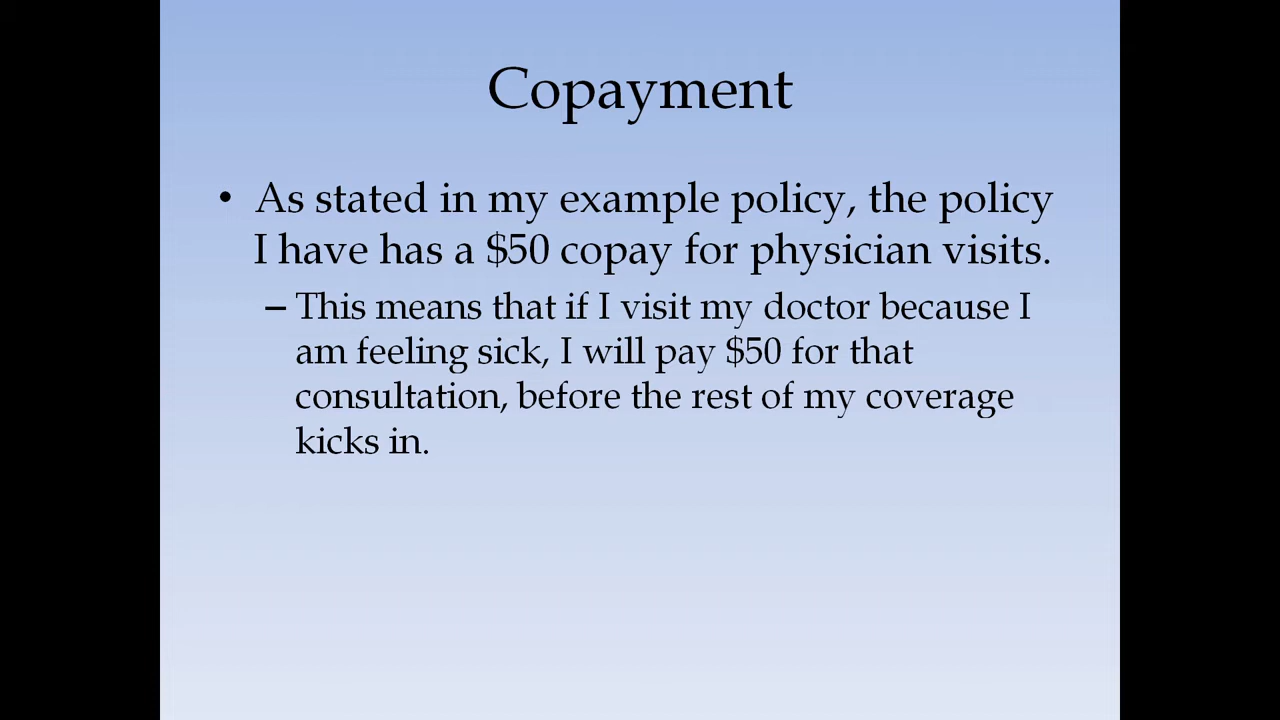 Copayment
• As stated in my example policy, the policy
I have has a $50 copay for physician visits.
– This means that if I visit my doctor because I
am feeling sick, I will pay $50 for that
consultation, before the rest of my coverage
kicks in.